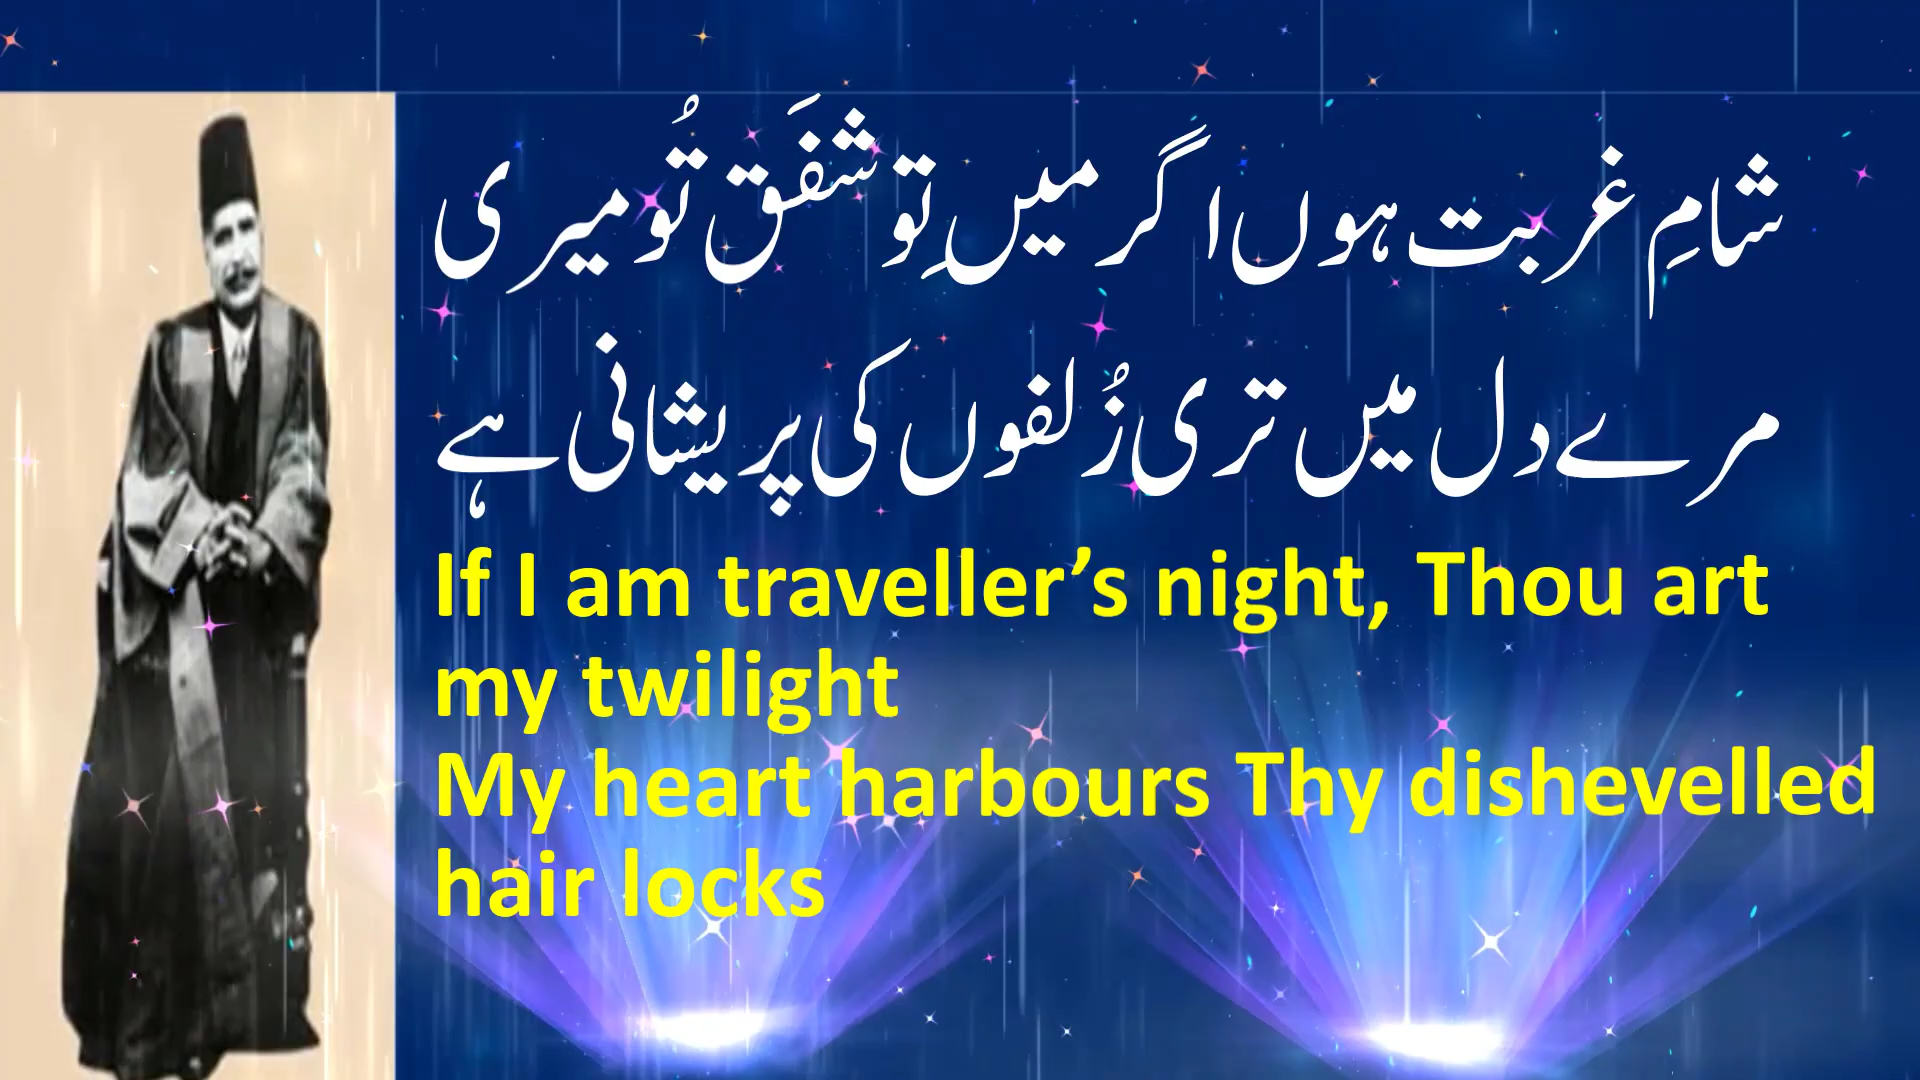 شامِ غربت ہوں اگر میں تِو شفَق تُو میری
مرے دل میں تری زُلفوں کی پریشانی ہے
If I am traveller’s night, Thou art
my twilight
My heart harbours Thy dishevelled
hair locks